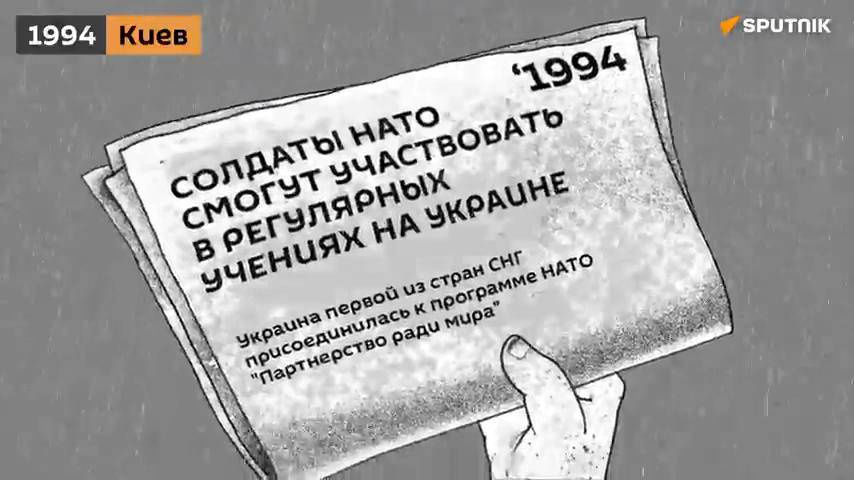 1994 Киев
SPUTNIK
‘1994
СОЛДАТЫ НАТО
СМОГУТ УЧАСТВОВАТЬ
В РЕГУЛЯРНЫХ
УЧЕНИЯХ НА УКРАИНЕ
Украина первой из стран СНГ
присоединилась к программе НАТО
"Партнерство ради мира"